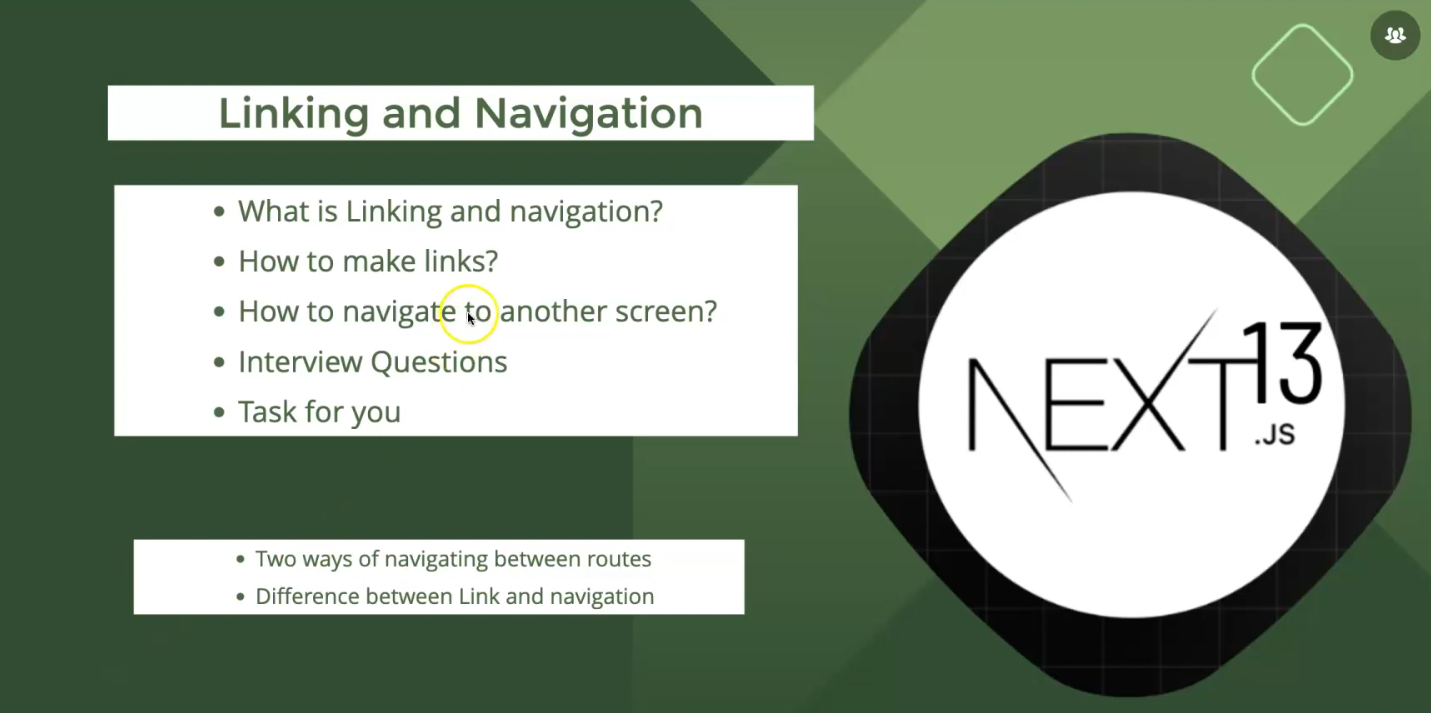 Linking and Navigation
• What is Linking and navigation?
• How to make links?
• How to navigate to another screen?
• Interview Questions
• Task for you
• Two ways of navigating between routes
• Difference between Link and navigation
NEXT 13
.JS